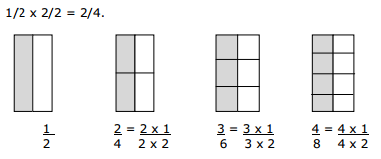 1/2 x 2/2 = 2/4.
1 2 = 2 x 1 3 = 3 x 1 4 = 4 x 1
2 4 2 x 2 6 3 x 2 8 4 x 2